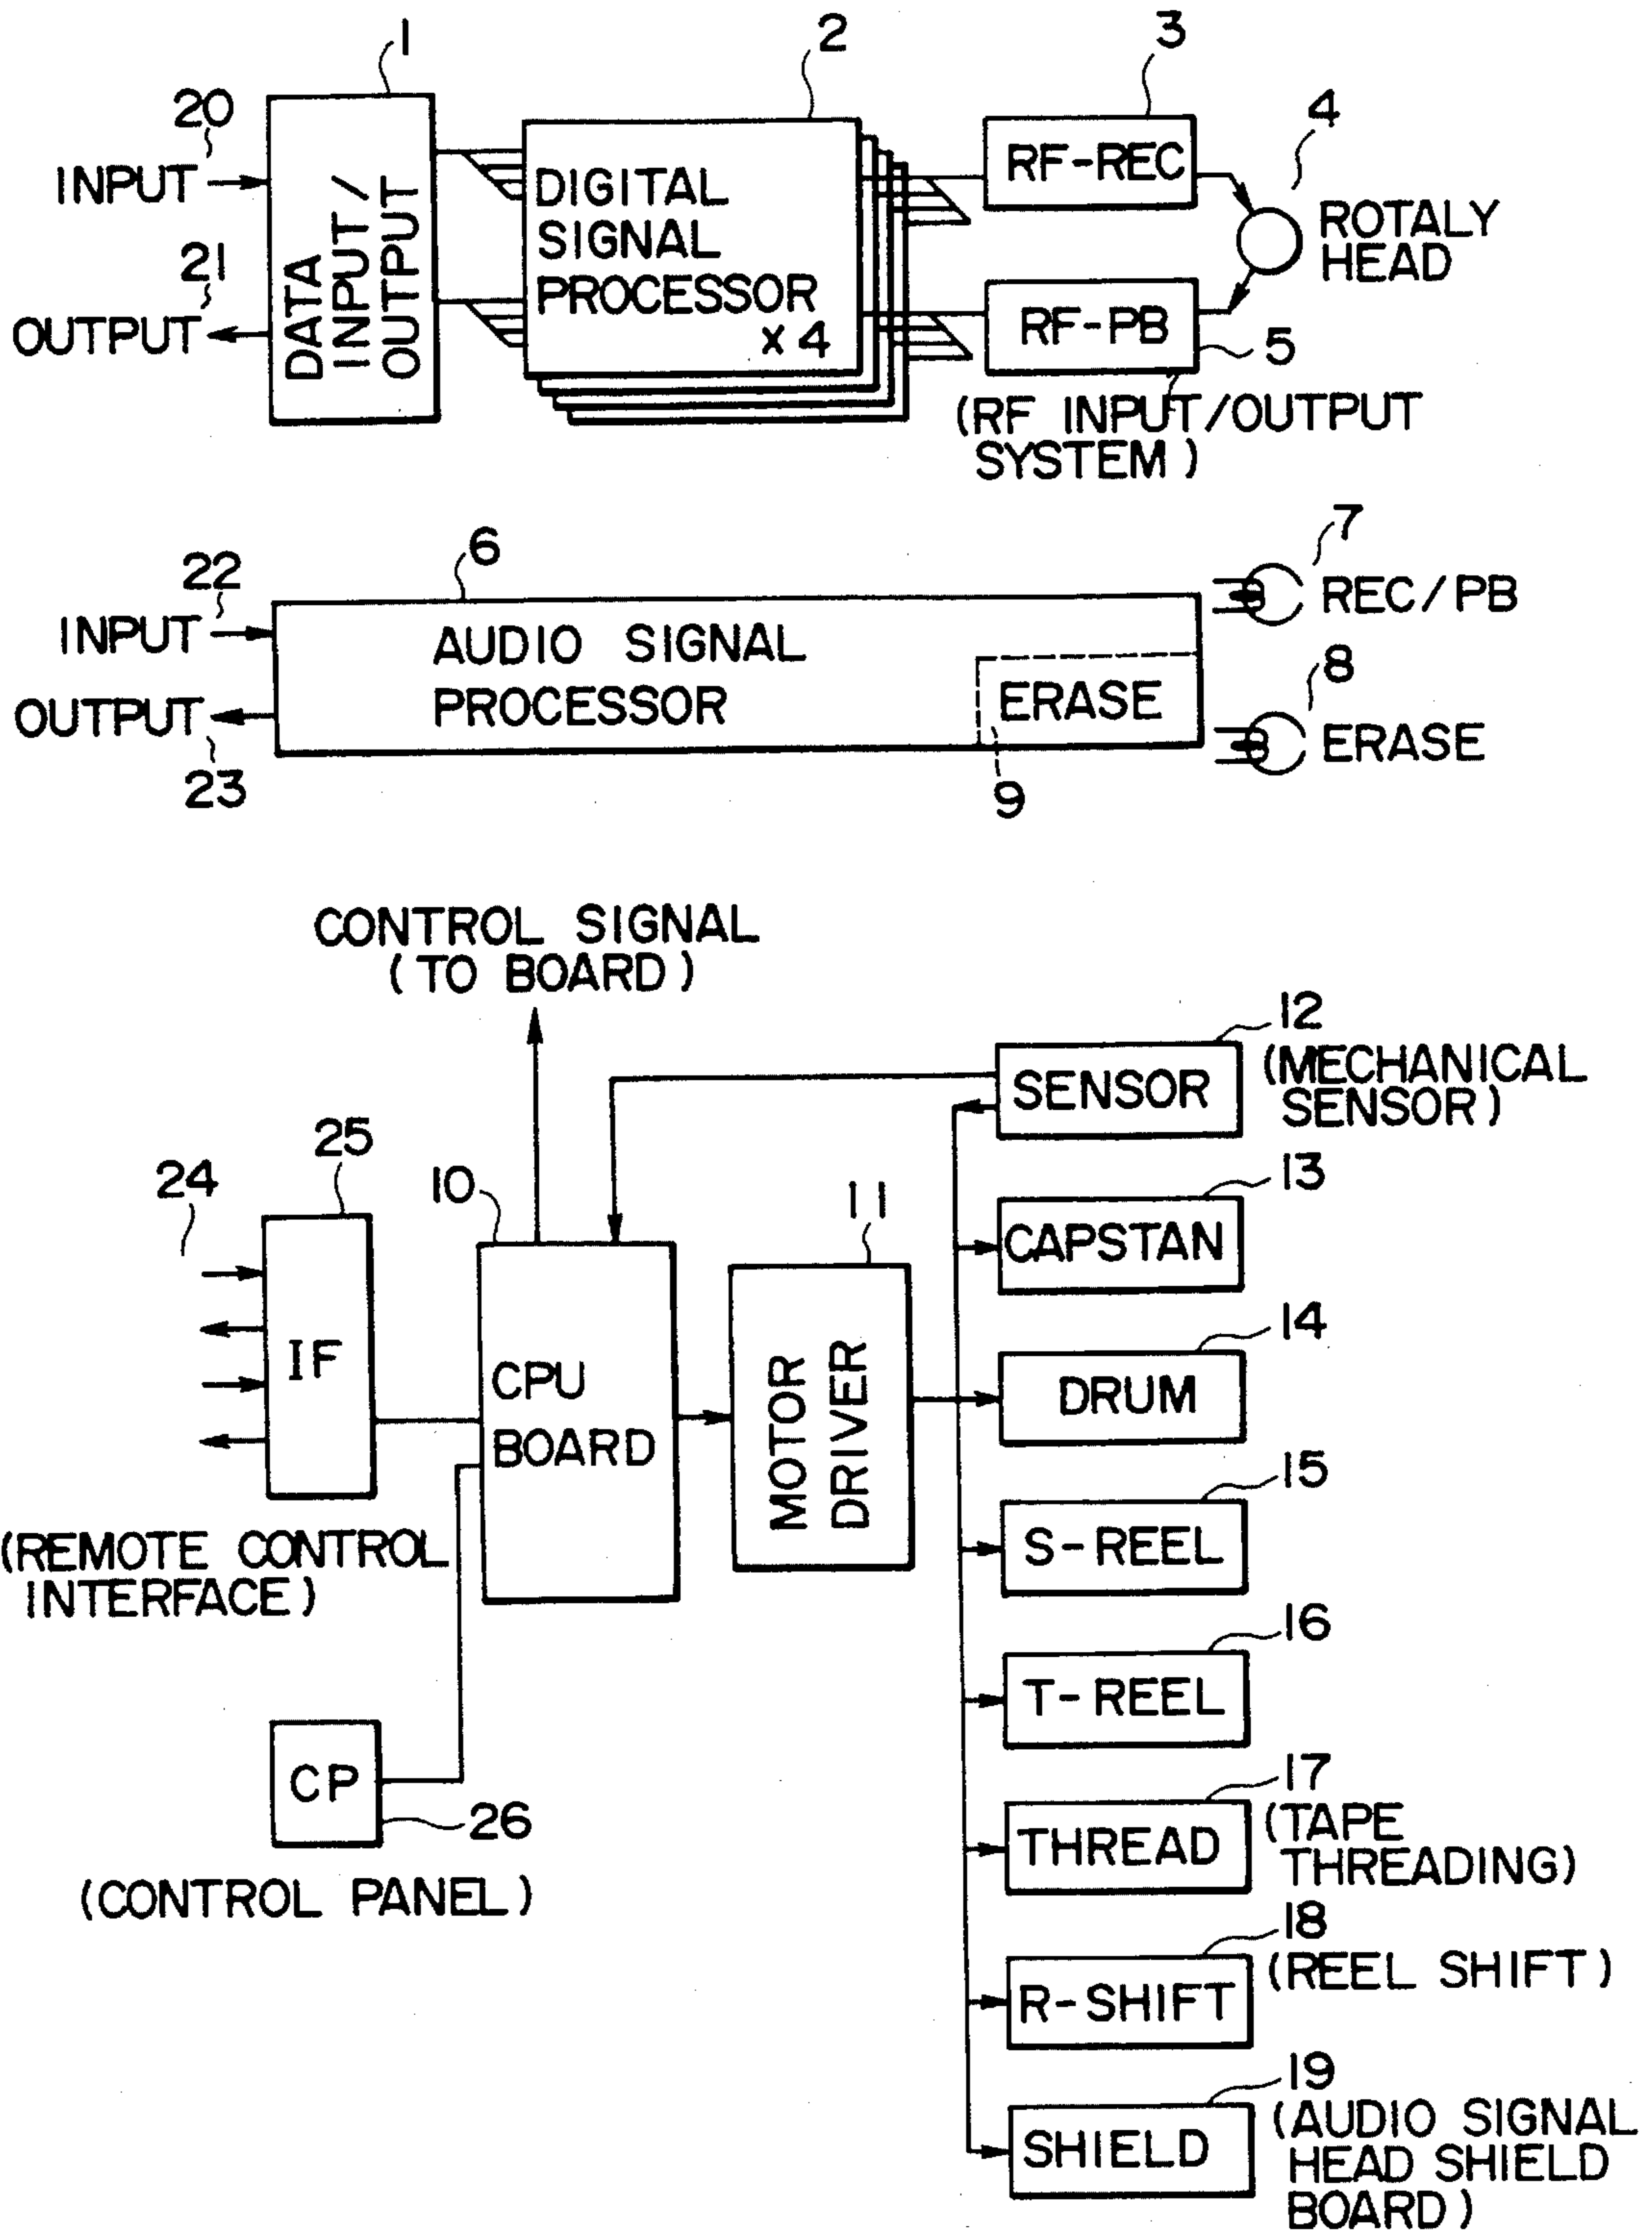 1
2
3
4
20
INPUT
21
OUTPUT
DATA
INPUT/
OUTPUT
DIGITAL
SIGNAL
PROCESSOR
x 4
RF-REC
ROTALY
HEAD
RF-PB
5
(RF INPUT/OUTPUT
SYSTEM)
6
7
22
INPUT
AUDIO SIGNAL
PROCESSOR
REC/PB
8
OUTPUT
ERASE
ERASE
23
9
CONTROL SIGNAL
(TO BOARD)
12
SENSOR
(MECHANICAL
SENSOR)
25
24
10
11
13
CAPSTAN
IF
CPU
BOARD
MOTOR
DRIVER
14
DRUM
15
S-REEL
(REMOTE CONTROL
INTERFACE)
16
T-REEL
CP
26
(CONTROL PANEL)
17
THREAD
(TAPE
THREADING)
18
R-SHIFT
(REEL SHIFT)
19
SHIELD
(AUDIO SIGNAL
HEAD SHIELD
BOARD)